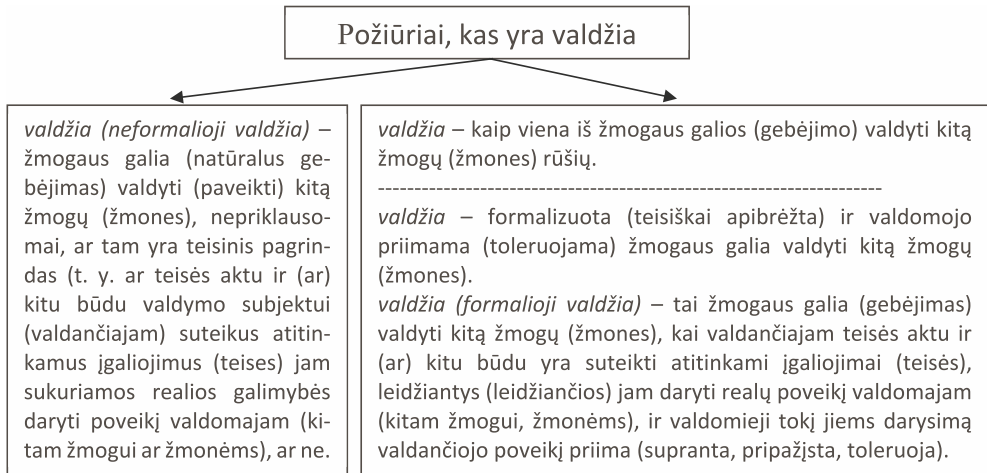 Požiūriai, kas yra valdžia
valdžia (neformalioji valdžia) –
žmogaus galia (natūralus ge-
bėjimas) valdyti (paveikti) kitą
žmogų (žmones), nepriklauso-
mai, ar tam yra teisinis pagrin-
das (t. y. ar teisės aktu ir (ar)
kitu būdu valdymo subjektui
(valdančiajam) suteikus atitin-
kamus įgaliojimus (teises) jam
sukuriamos realios galimybės
daryti poveikį valdomajam (ki-
tam žmogui ar žmonėms), ar ne.
valdžia – kaip viena iš žmogaus galios (gebėjimo) valdyti kitą
žmogų (žmones) rūšių.
----------------------------------------------------------------------
valdžia – formalizuota (teisiškai apibrėžta) ir valdomojo
priimama (toleruojama) žmogaus galia valdyti kitą žmogų
(žmones).
valdžia (formalioji valdžia) – tai žmogaus galia (gebėjimas)
valdyti kitą žmogų (žmones), kai valdančiajam teisės aktu ir
(ar) kitu būdu yra suteikti atitinkami įgaliojimai (teisės),
leidžiantys (leidžiančios) jam daryti realų poveikį valdomajam
(kitam žmogui, žmonėms), ir valdomieji tokį jiems darysimą
valdančiojo poveikį priima (supranta, pripažįsta, toleruoja).